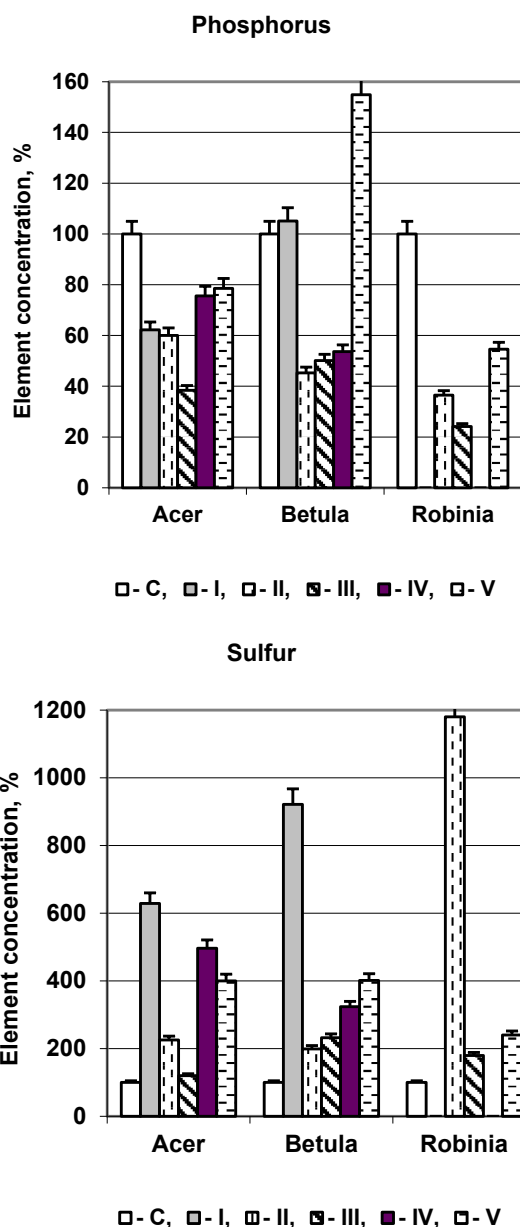 Phosphorus
Element concentration, %
160
140
120
100
80
60
40
20
0
Acer Betula Robinia
- C, - I, - II, - III, - IV, - V
Sulfur
Element concentration, %
1200
1000
800
600
400
200
0
Acer Betula Robinia
- C, - I, - II, - III, - IV, - V